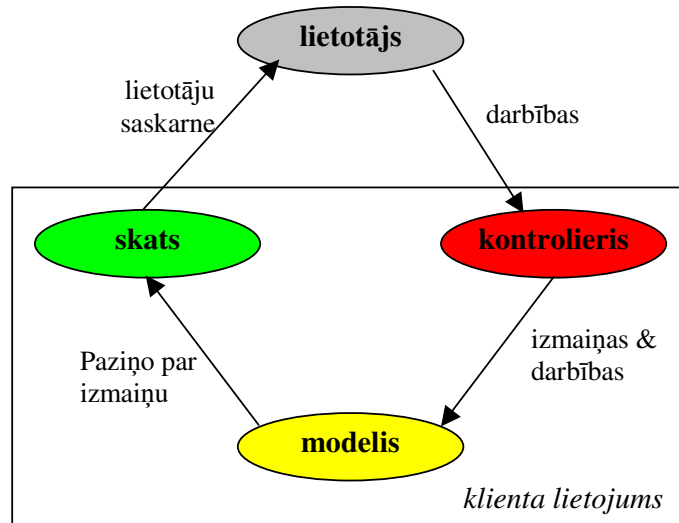 lietotājs
lietotāju
saskarne
darbības
skats
kontrolieris
Paziņo par
izmaiņu
izmaiņas &
darbības
modelis
klienta lietojums